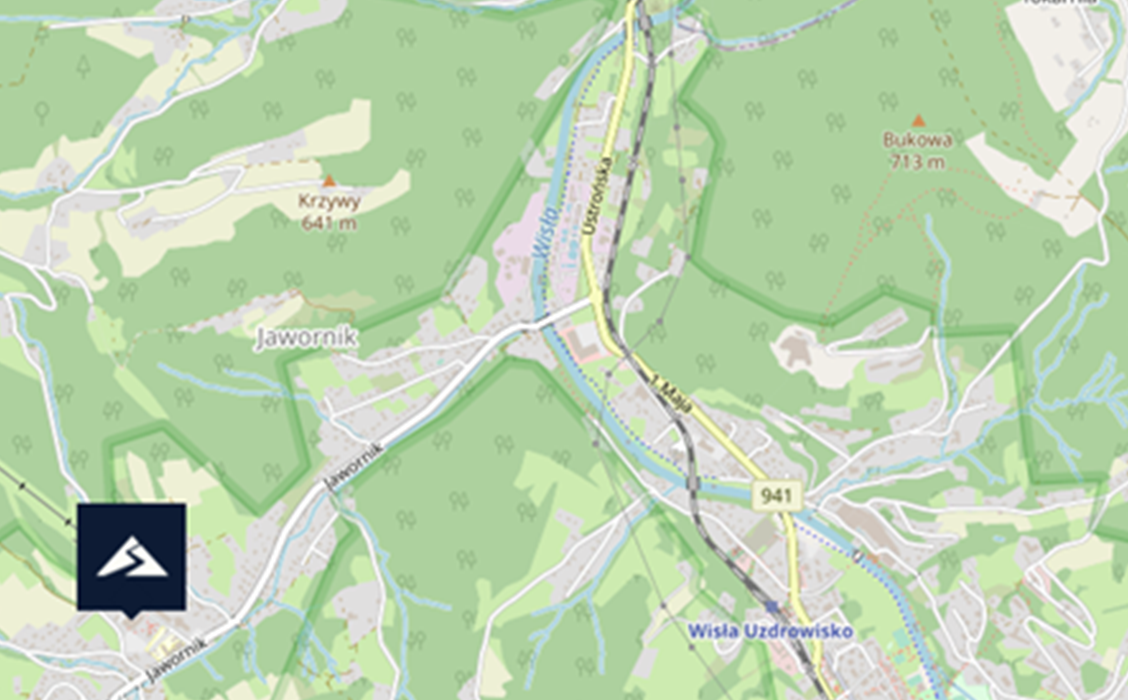 Bukowa
713 m
Krzywy
641 m
Ustrońska
Wisła
Jawornik
1 Maja
Jawornik
941
Wisła Uzdrowisko
Jawornik